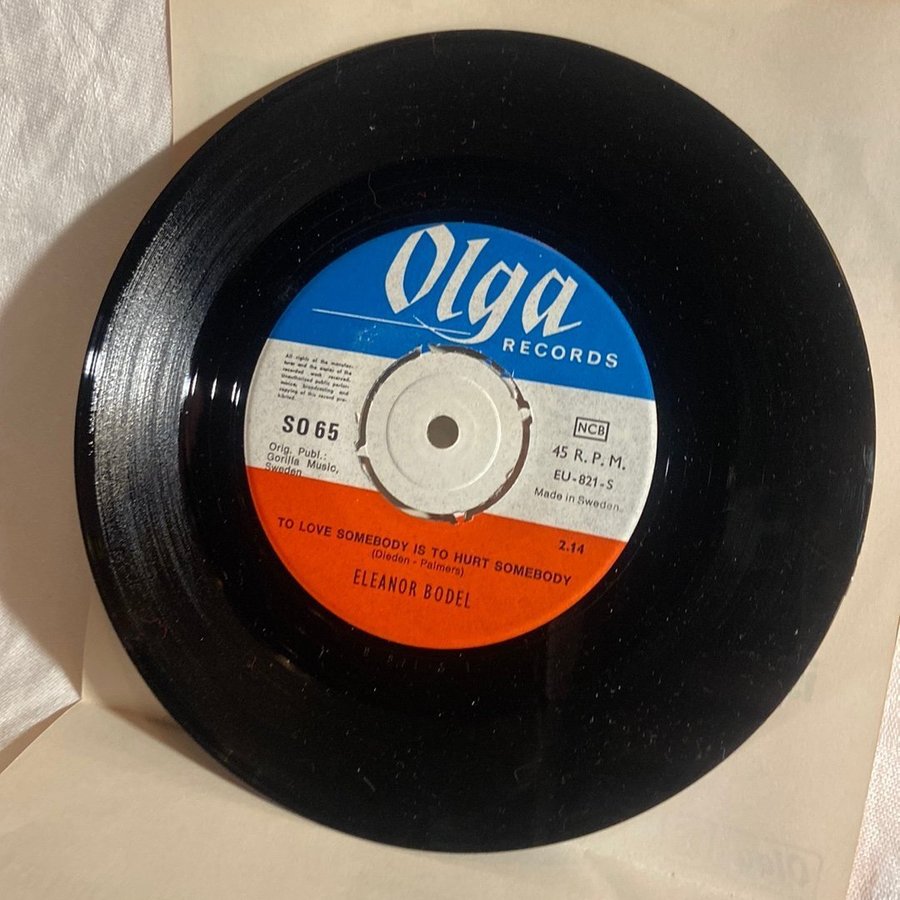 Olga
RECORDS
All rights of the manufac-
turer and the owner of the
recorded work reserved.
Unauthorized public perfor-
mance, broadcasting and
copying of this record pro-
hibited.
SO 65
Orig. Publ.:
Gorilla Music,
Sweden
NCB
45 R. P. M.
EU-821-S
Made in Sweden.
2.14
TO LOVE SOMEBODY IS TO HURT SOMEBODY
(Dieden - Palmers)
ELEANOR BODEL